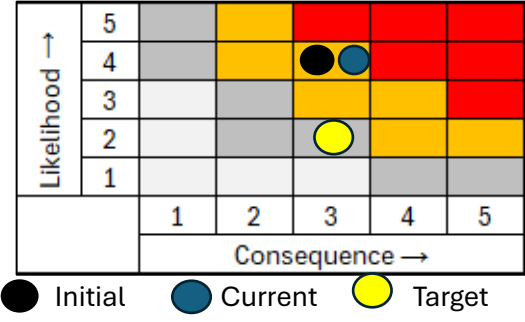 Likelihood →
5
4
3
2
1
1 2 3 4 5
Consequence →
Initial Current Target